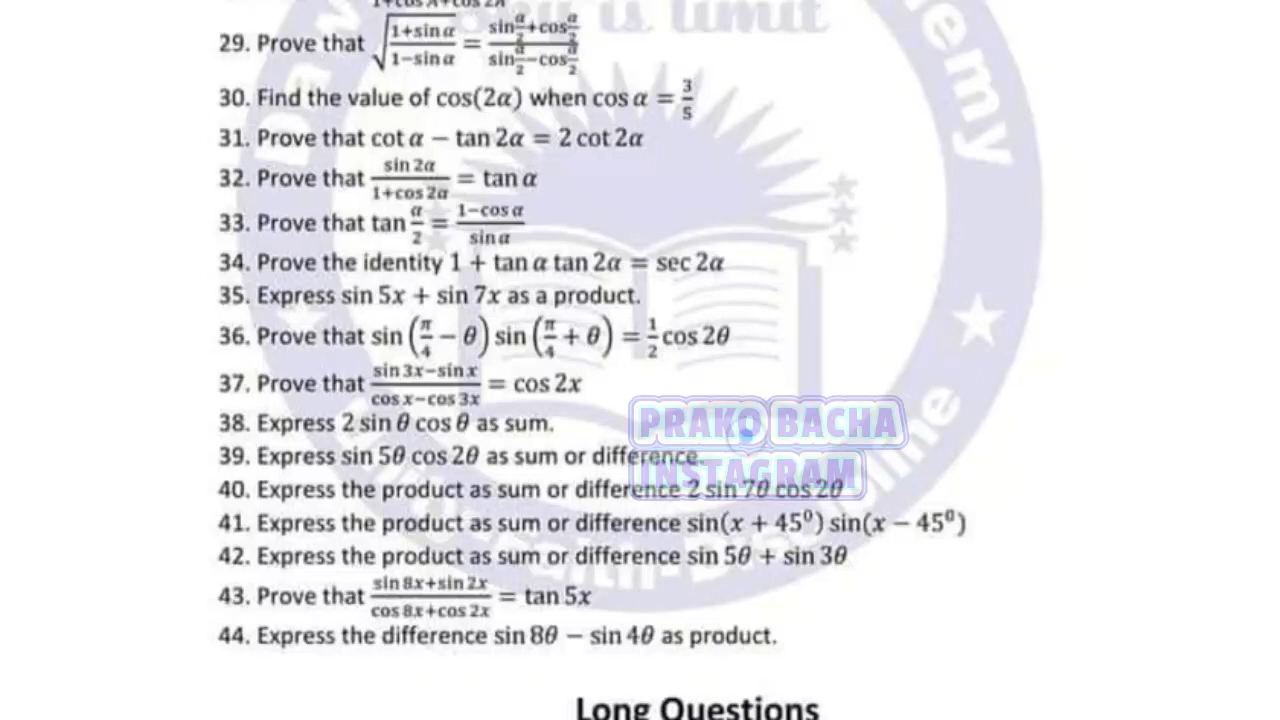 1+cos A+cos 2A
y is limit
29. Prove that √((1+sin α)/(1−sin α)) = (sin α/2 + cos α/2)/(sin α/2 − cos α/2)
30. Find the value of cos(2α) when cos α = 3/5
31. Prove that cot α − tan 2α = 2 cot 2α
32. Prove that (sin 2α)/(1+cos 2α) = tan α
33. Prove that tan α/2 = (1−cos α)/(sin α)
34. Prove the identity 1 + tan α tan 2α = sec 2α
35. Express sin 5x + sin 7x as a product.
36. Prove that sin (π/4 − θ) sin (π/4 + θ) = 1/2 cos 2θ
37. Prove that (sin 3x−sin x)/(cos x−cos 3x) = cos 2x
38. Express 2 sin θ cos θ as sum.
PRAKO BACHA
39. Express sin 5θ cos 2θ as sum or difference.
INSTAGRAM
40. Express the product as sum or difference 2 sin 7θ cos 2θ
41. Express the product as sum or difference sin(x + 45⁰) sin(x − 45⁰)
42. Express the product as sum or difference sin 5θ + sin 3θ
43. Prove that (sin 8x+sin 2x)/(cos 8x+cos 2x) = tan 5x
44. Express the difference sin 8θ − sin 4θ as product.
Long Questions